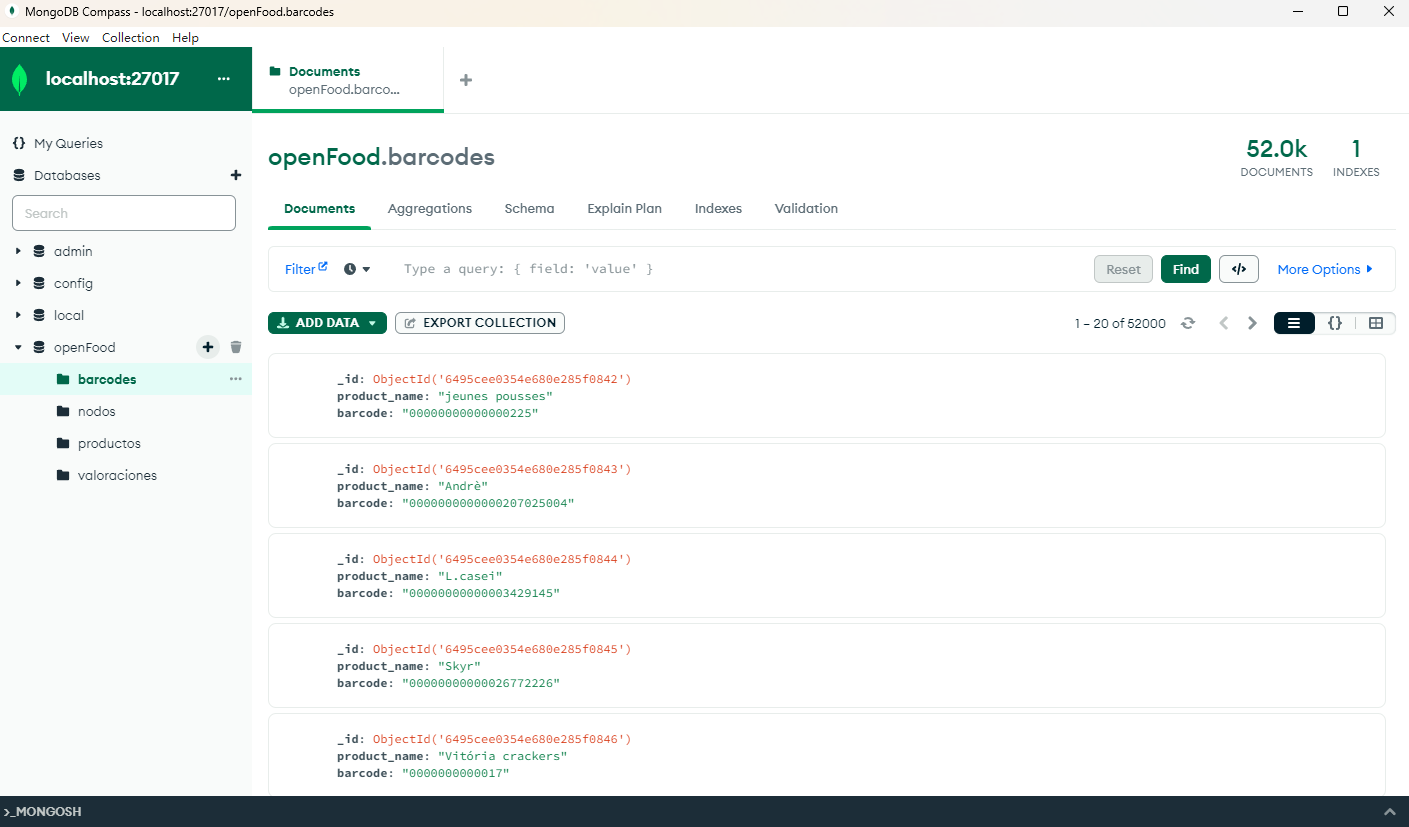 MongoDB Compass - localhost:27017/openFood.barcodes
Connect View Collection Help
localhost:27017 ...
Documents
openFood.barco...
{} My Queries
Databases
Search
admin
config
local
openFood
barcodes
nodos
productos
valoraciones
openFood.barcodes
52.0k
DOCUMENTS
1
INDEXES
Documents Aggregations Schema Explain Plan Indexes Validation
Filter Type a query: { field: 'value' } Reset Find </> More Options
ADD DATA EXPORT COLLECTION 1 – 20 of 52000 {}
_id: ObjectId('6495cee0354e680e285f0842')
product_name: "jeunes pousses"
barcode: "00000000000000225"
_id: ObjectId('6495cee0354e680e285f0843')
product_name: "Andrè"
barcode: "0000000000000207025004"
_id: ObjectId('6495cee0354e680e285f0844')
product_name: "L.casei"
barcode: "00000000000003429145"
_id: ObjectId('6495cee0354e680e285f0845')
product_name: "Skyr"
barcode: "00000000000026772226"
_id: ObjectId('6495cee0354e680e285f0846')
product_name: "Vitória crackers"
barcode: "0000000000017"
>_MONGOSH